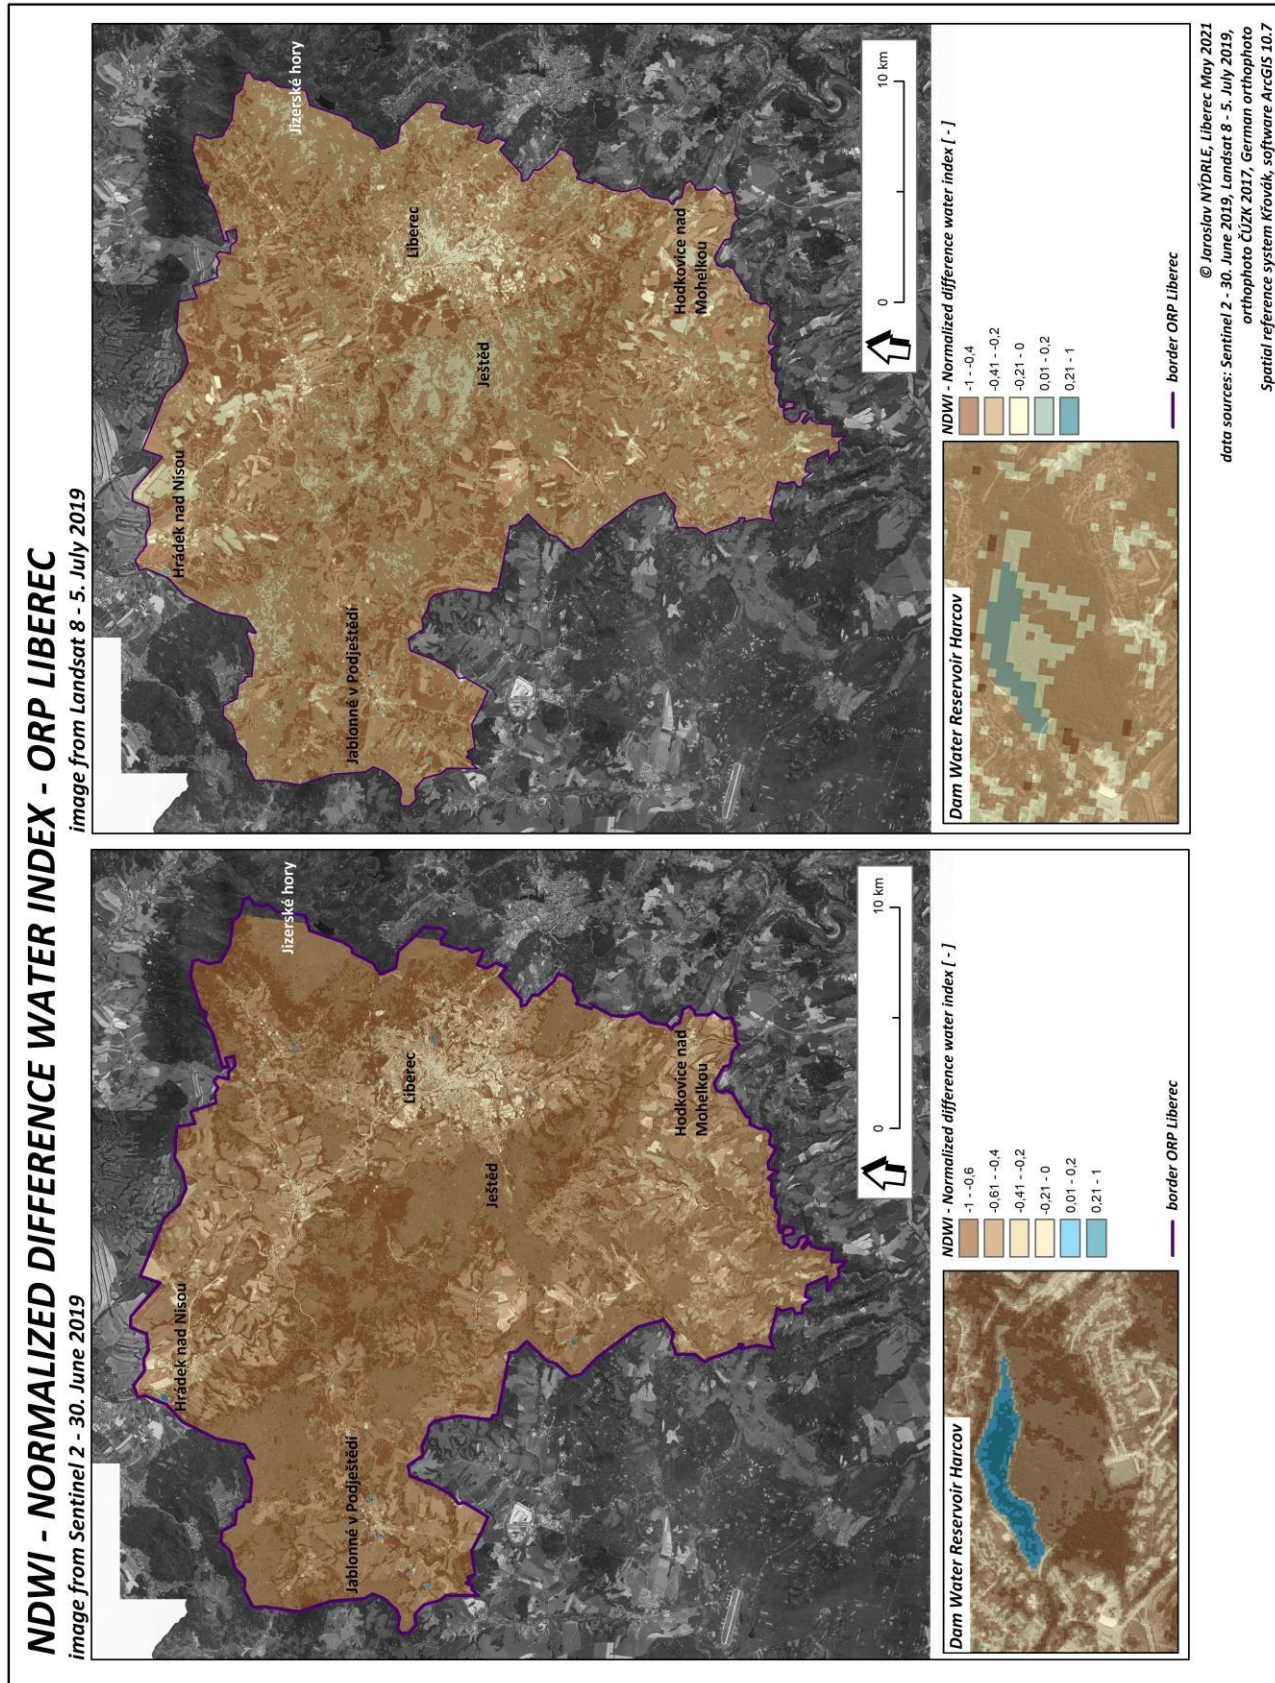 NDWI - NORMALIZED DIFFERENCE WATER INDEX - ORP LIBEREC
image from Sentinel 2 - 30. June 2019
Jizerské hory
Hrádek nad Nisou
Liberec
Jablonné v Podještědí
Ještěd
Hodkovice nad
Mohelkou
0
10 km
Dam Water Reservoir Harcov
NDWI - Normalized difference water index [ - ]
-1 - -0,6
-0,61 - -0,4
-0,41 - -0,2
-0,21 - 0
0,01 - 0,2
0,21 - 1
border ORP Liberec
image from Landsat 8 - 5. July 2019
Jizerské hory
Hrádek nad Nisou
Liberec
Jablonné v Podještědí
Ještěd
Hodkovice nad
Mohelkou
0
10 km
Dam Water Reservoir Harcov
NDWI - Normalized difference water index [ - ]
-1 - -0,4
-0,41 - -0,2
-0,21 - 0
0,01 - 0,2
0,21 - 1
border ORP Liberec
© Jaroslav NÝDRLE, Liberec May 2021
data sources: Sentinel 2 - 30. June 2019, Landsat 8 - 5. July 2019,
orthophoto ČÚZK 2017, German orthophoto
Spatial reference system Křovák, software ArcGIS 10.7